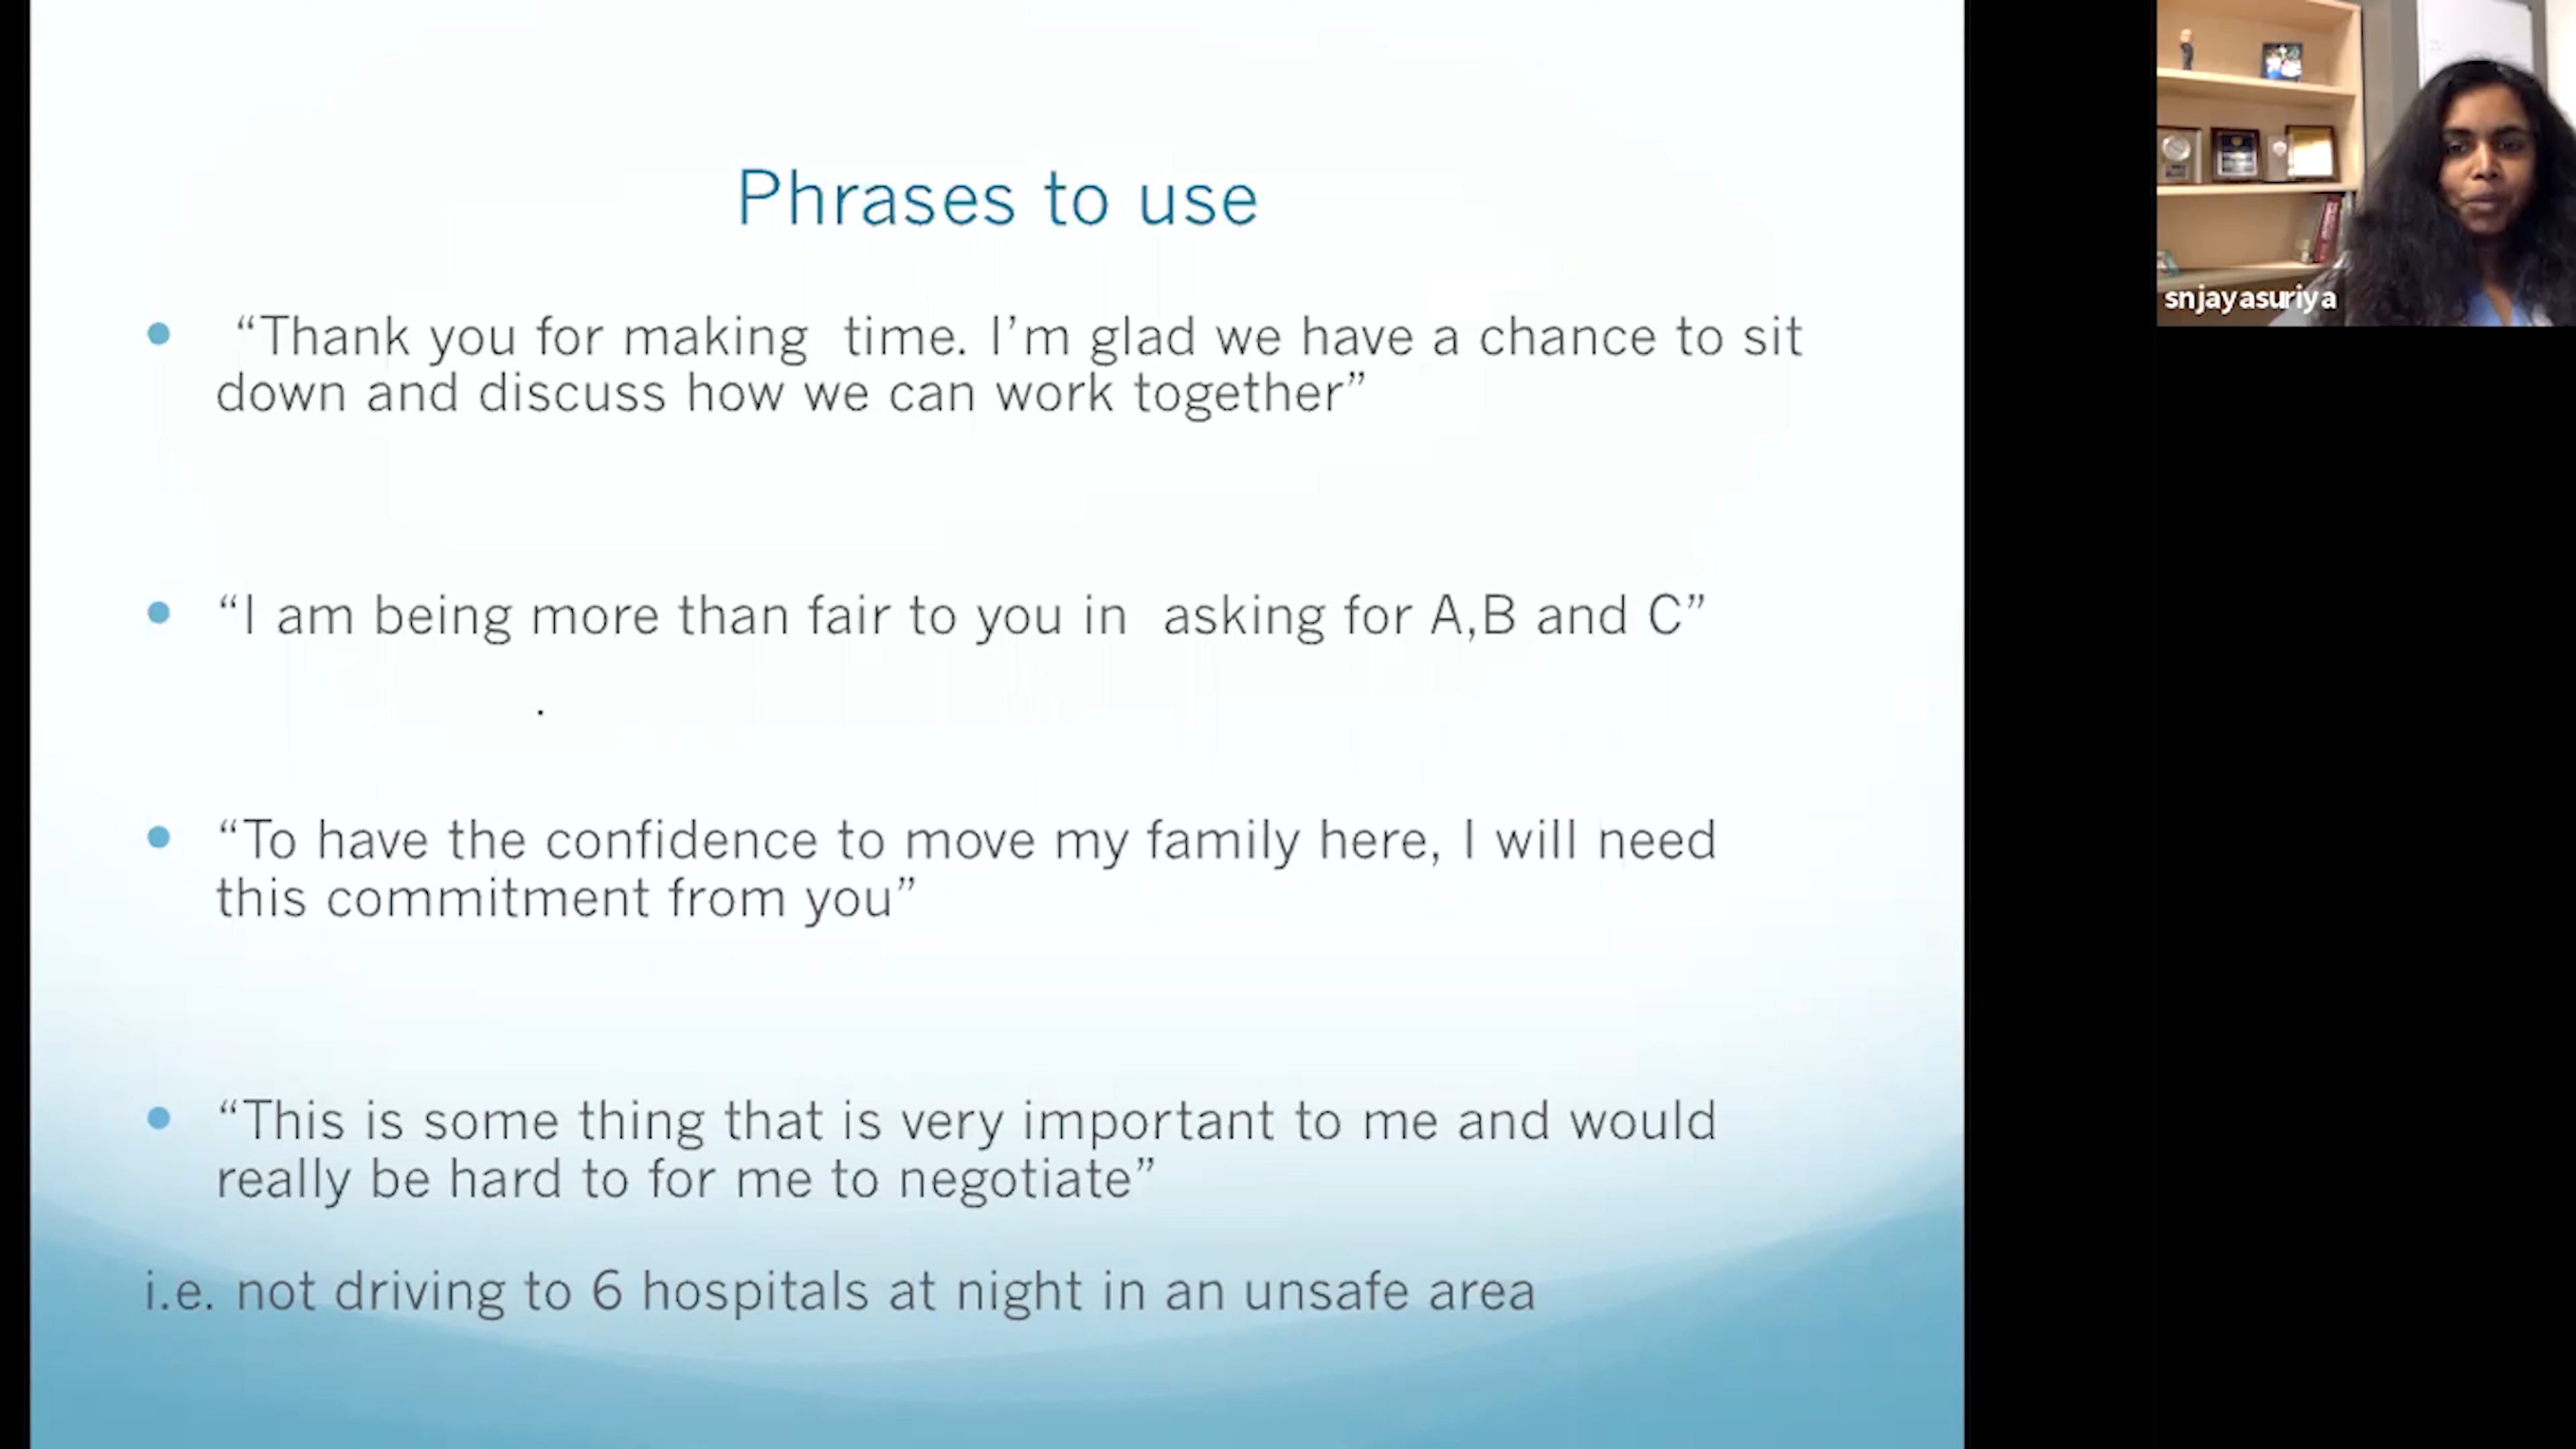 Phrases to use
• “Thank you for making  time. I’m glad we have a chance to sit
down and discuss how we can work together”
• “I am being more than fair to you in  asking for A,B and C”
.
• “To have the confidence to move my family here, I will need
this commitment from you”
• “This is some thing that is very important to me and would
really be hard to for me to negotiate”
i.e. not driving to 6 hospitals at night in an unsafe area
snjayasuriya